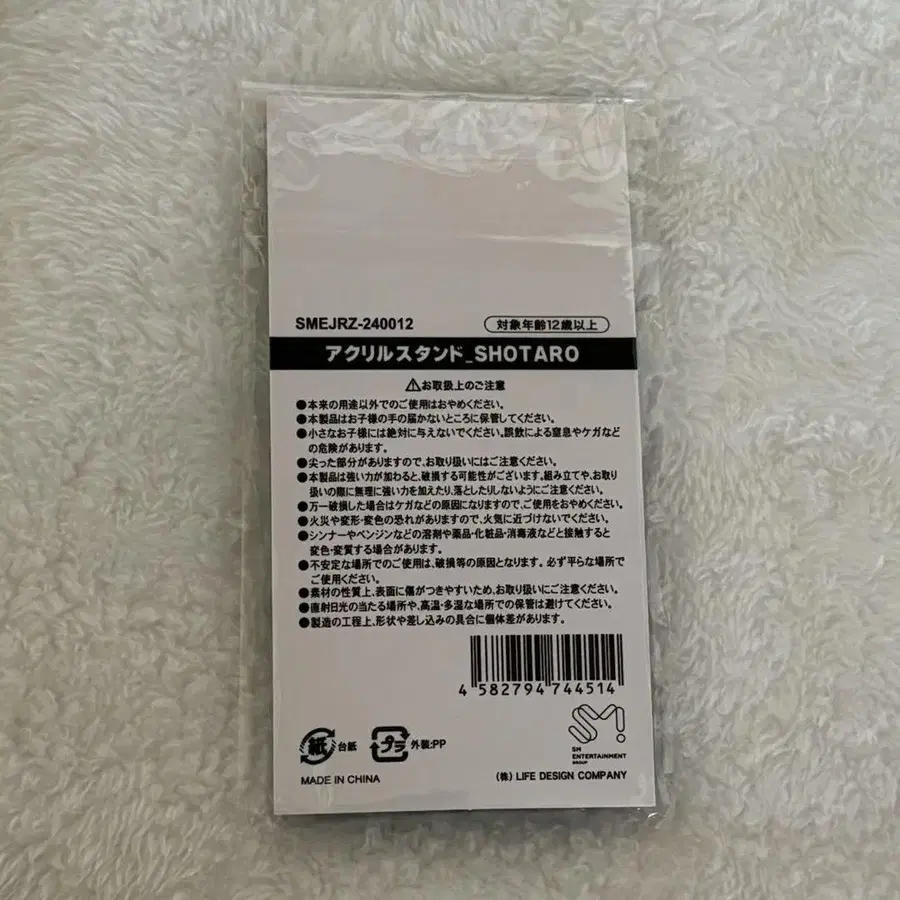 SMEJRZ-240012
対象年齢12歳以上
アクリルスタンド_SHOTARO
⚠お取扱上のご注意
●本来の用途以外でのご使用はおやめください。
●本製品はお子様の手の届かないところに保管してください。
●小さなお子様には絶対に与えないでください。誤飲による窒息やケガなど
の危険があります。
●尖った部分がありますので、お取り扱いにはご注意ください。
●本製品は強い力が加わると、破損する可能性がございます。組み立てや、お取り
扱いの際に無理に強い力を加えたり、落としたりしないようにご注意ください。
●万一破損した場合はケガなどの原因になりますので、ご使用をおやめください。
●火災や変形・変色の恐れがありますので、火気に近づけないでください。
●シンナーやベンジンなどの溶剤や薬品・化粧品・消毒液などと接触すると
変色・変質する場合があります。
●不安定な場所でのご使用は、破損等の原因となります。必ず平らな場所で
ご使用ください。
●素材の性質上、表面に傷がつきやすいため、お取り扱いにご注意ください。
●直射日光の当たる場所や、高温・多湿な場所での保管は避けてください。
●製造の工程上、形状や差し込みの具合に個体差があります。
4 582794 744514
紙 台紙
プラ 外装:PP
SM!
SM
ENTERTAINMENT
GROUP
MADE IN CHINA
(株) LIFE DESIGN COMPANY